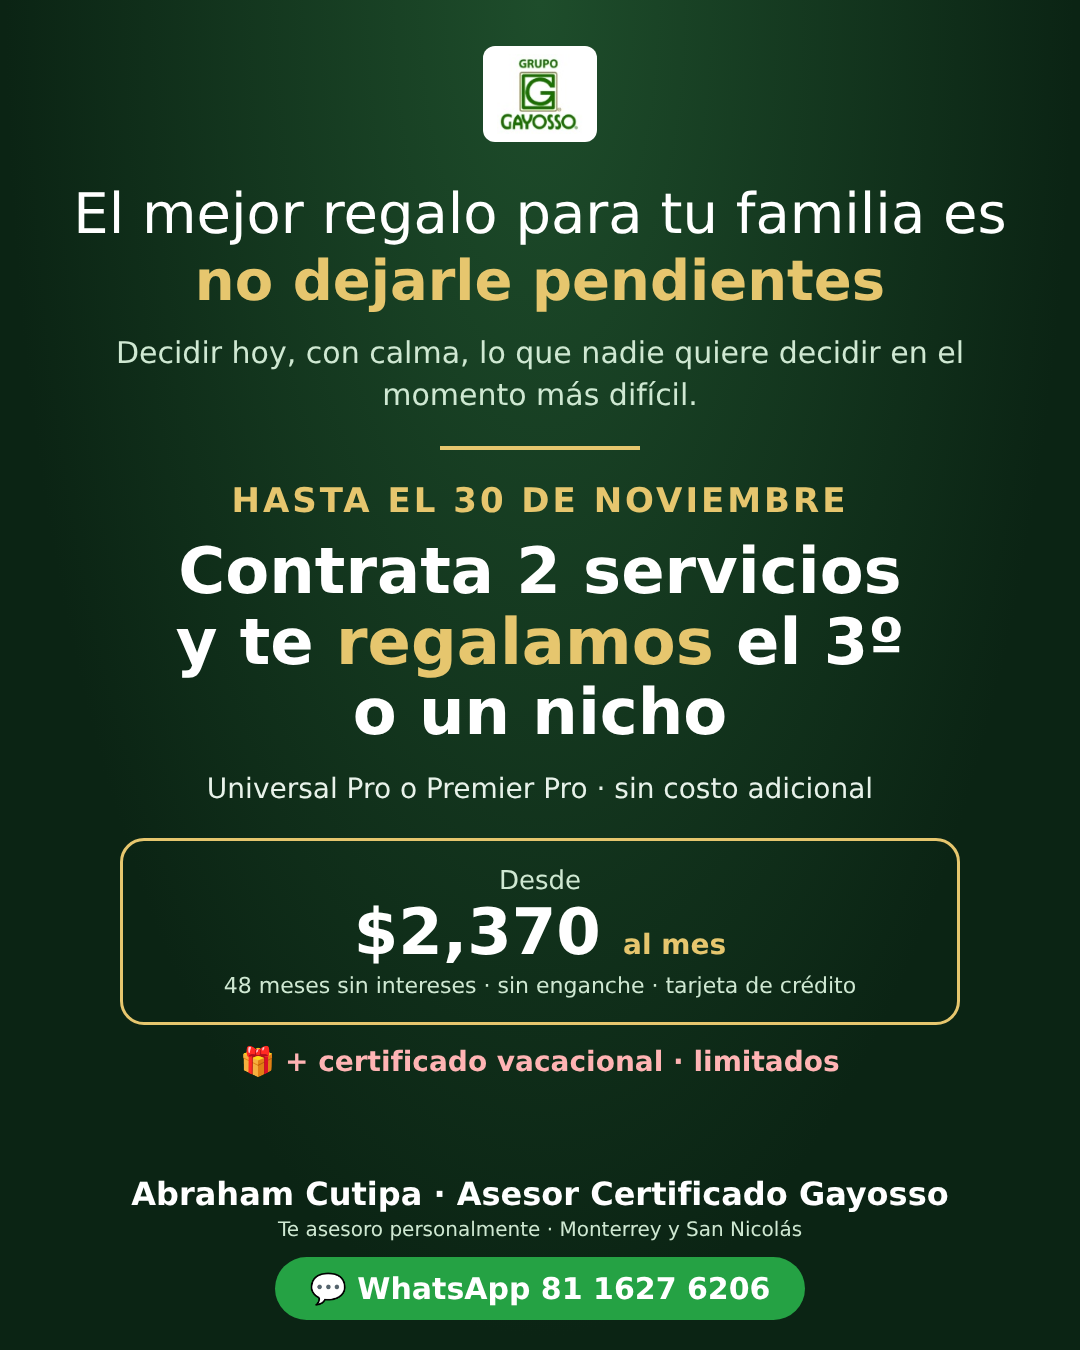 GRUPO
G
GAYOSSO
El mejor regalo para tu familia es
no dejarle pendientes
Decidir hoy, con calma, lo que nadie quiere decidir en el
momento más difícil.
HASTA EL 30 DE NOVIEMBRE
Contrata 2 servicios
y te regalamos el 3º
o un nicho
Universal Pro o Premier Pro · sin costo adicional
Desde
$2,370 al mes
48 meses sin intereses · sin enganche · tarjeta de crédito
🎁 + certificado vacacional · limitados
Abraham Cutipa · Asesor Certificado Gayosso
Te asesoro personalmente · Monterrey y San Nicolás
💬 WhatsApp 81 1627 6206